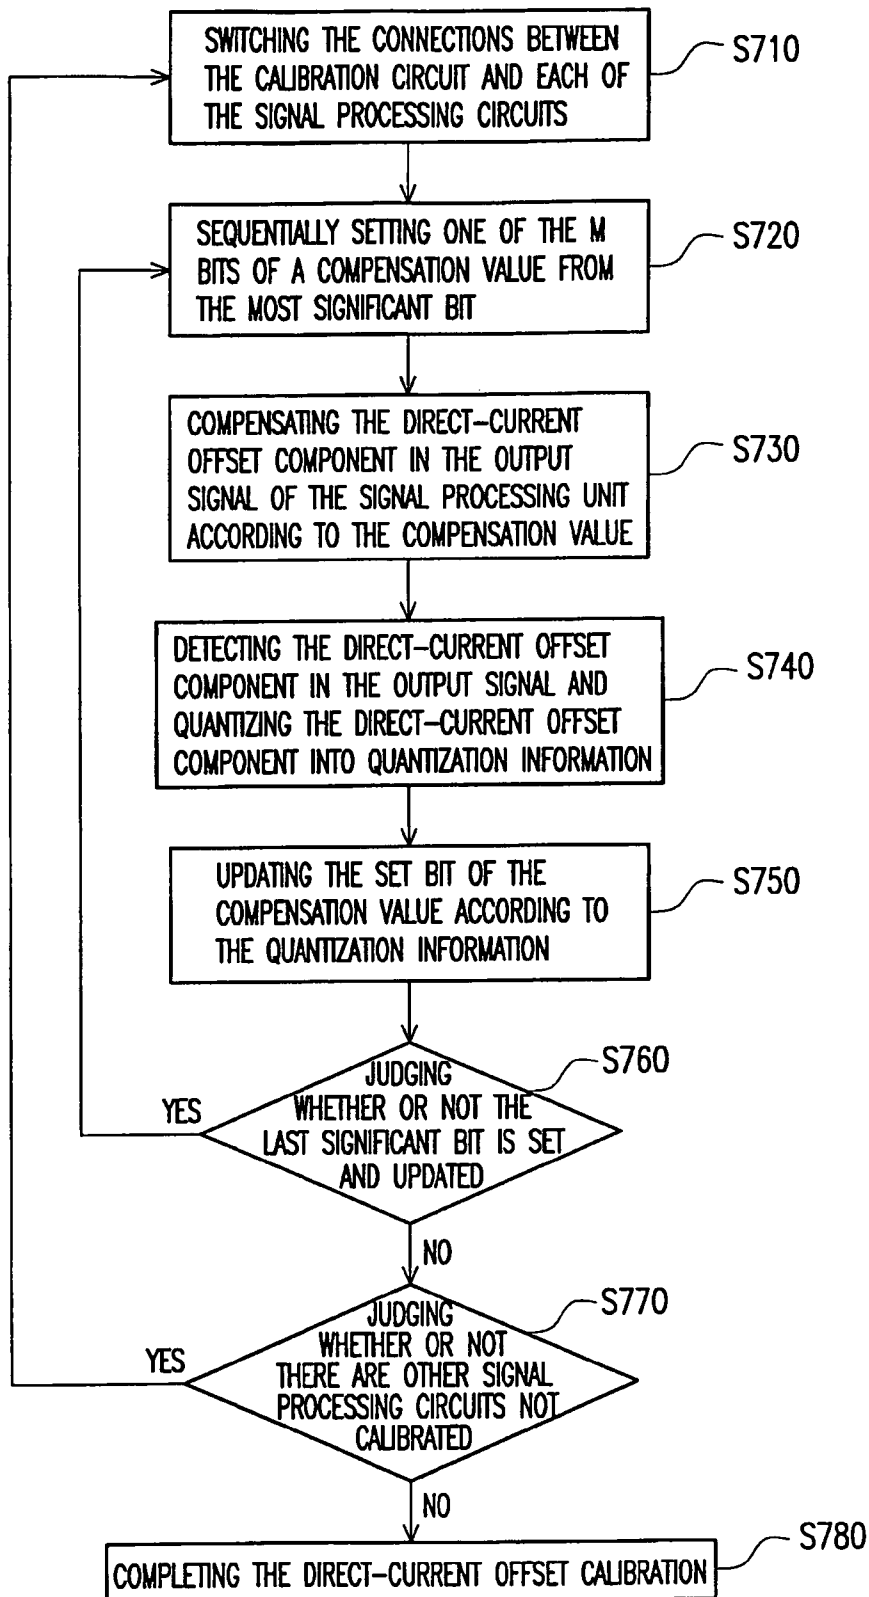 SWITCHING THE CONNECTIONS BETWEEN
THE CALIBRATION CIRCUIT AND EACH OF
THE SIGNAL PROCESSING CIRCUITS
S710
SEQUENTIALLY SETTING ONE OF THE M
BITS OF A COMPENSATION VALUE FROM
THE MOST SIGNIFICANT BIT
S720
COMPENSATING THE DIRECT-CURRENT
OFFSET COMPONENT IN THE OUTPUT
SIGNAL OF THE SIGNAL PROCESSING UNIT
ACCORDING TO THE COMPENSATION VALUE
S730
DETECTING THE DIRECT-CURRENT OFFSET
COMPONENT IN THE OUTPUT SIGNAL AND
QUANTIZING THE DIRECT-CURRENT OFFSET
COMPONENT INTO QUANTIZATION INFORMATION
S740
UPDATING THE SET BIT OF THE
COMPENSATION VALUE ACCORDING TO
THE QUANTIZATION INFORMATION
S750
JUDGING
WHETHER OR NOT THE
LAST SIGNIFICANT BIT IS SET
AND UPDATED
S760
YES
NO
JUDGING
WHETHER OR NOT
THERE ARE OTHER SIGNAL
PROCESSING CIRCUITS NOT
CALIBRATED
S770
YES
NO
COMPLETING THE DIRECT-CURRENT OFFSET CALIBRATION
S780